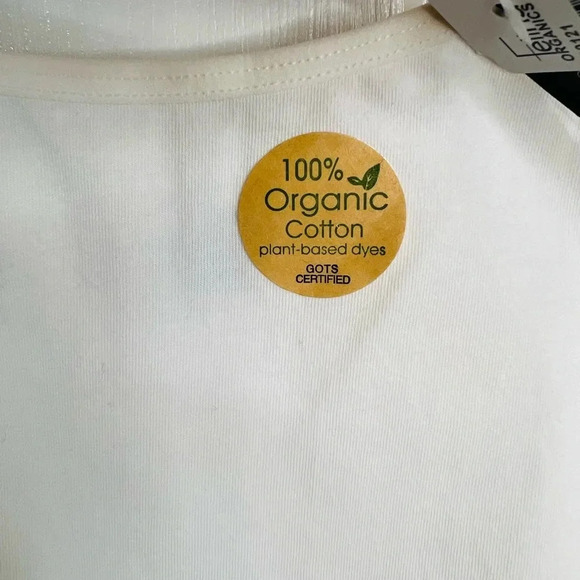 100%
Organic
Cotton
plant-based dyes
GOTS
CERTIFIED
ORGANICS